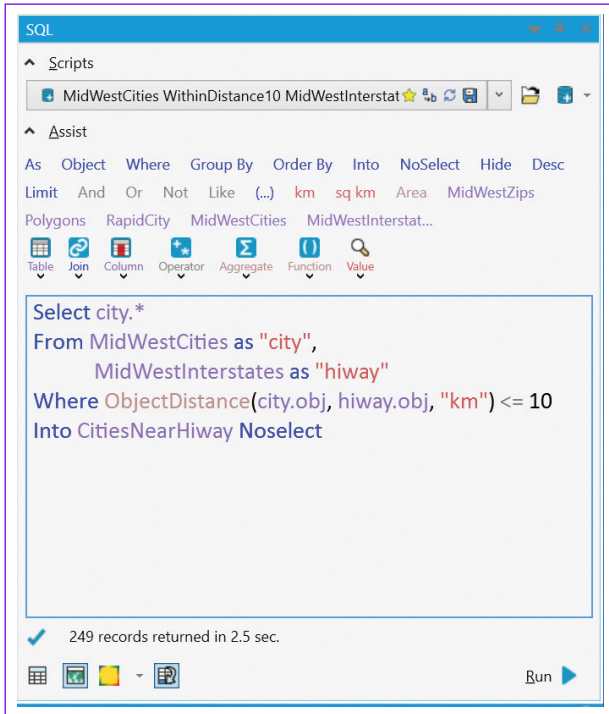 SQL
Scripts
MidWestCities WithinDistance10 MidWestInterstat
Assist
As Object Where Group By Order By Into NoSelect Hide Desc
Limit And Or Not Like (...) km sq km Area MidWestZips
Polygons RapidCity MidWestCities MidWestInterstat...
Table Join Column Operator Aggregate Function Value
Select city.*
From MidWestCities as "city",
MidWestInterstates as "hiway"
Where ObjectDistance(city.obj, hiway.obj, "km") <= 10
Into CitiesNearHiway Noselect
249 records returned in 2.5 sec.
Run